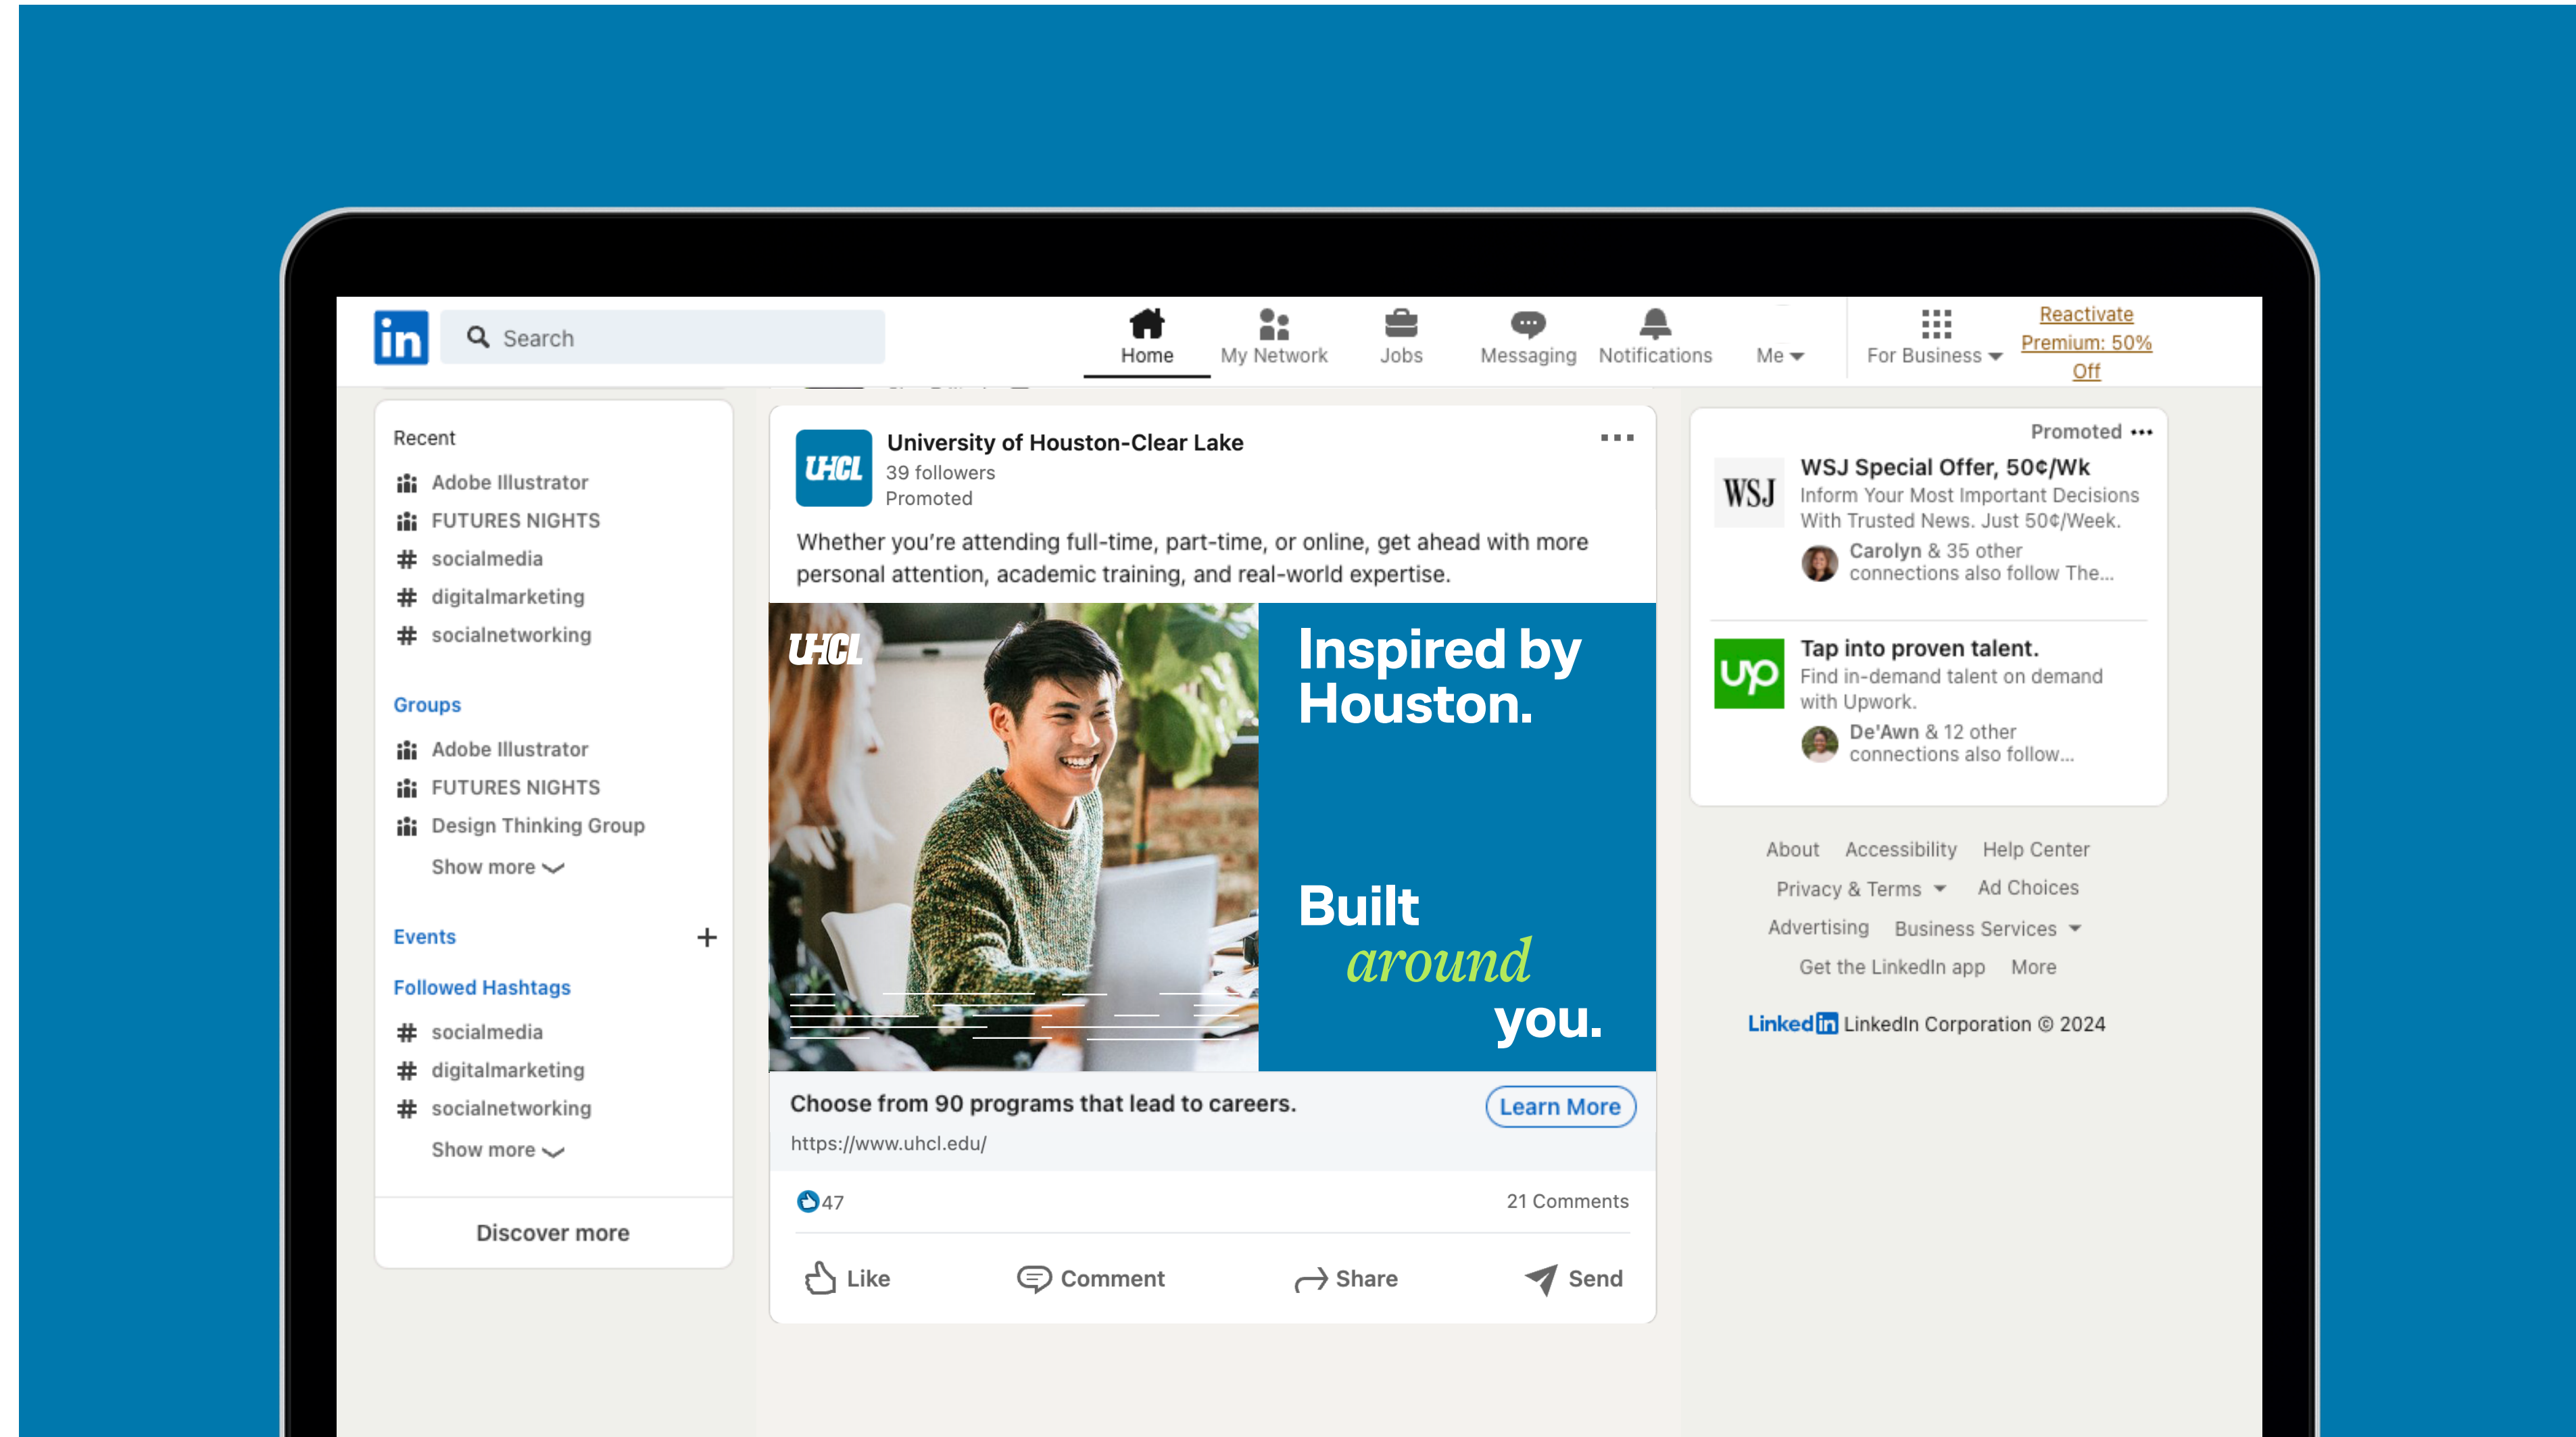 in
Search
Home
My Network
Jobs
Messaging
Notifications
Me
For Business
Reactivate
Premium: 50%
Off
Recent
Adobe Illustrator
FUTURES NIGHTS
# socialmedia
# digitalmarketing
# socialnetworking
Groups
Adobe Illustrator
FUTURES NIGHTS
Design Thinking Group
Show more
Events +
Followed Hashtags
# socialmedia
# digitalmarketing
# socialnetworking
Show more
Discover more
UHCL
University of Houston-Clear Lake
39 followers
Promoted
Whether you’re attending full-time, part-time, or online, get ahead with more
personal attention, academic training, and real-world expertise.
UHCL
Inspired by
Houston.
Built
around
you.
Choose from 90 programs that lead to careers.
Learn More
https://www.uhcl.edu/
47
21 Comments
Like
Comment
Share
Send
Promoted
WSJ
WSJ Special Offer, 50¢/Wk
Inform Your Most Important Decisions
With Trusted News. Just 50¢/Week.
Carolyn & 35 other
connections also follow The...
up
Tap into proven talent.
Find in-demand talent on demand
with Upwork.
De'Awn & 12 other
connections also follow...
About Accessibility Help Center
Privacy & Terms Ad Choices
Advertising Business Services
Get the LinkedIn app More
Linkedin LinkedIn Corporation © 2024